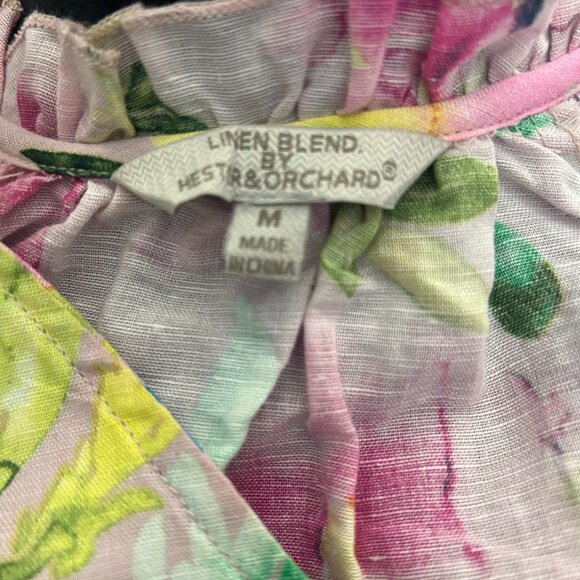 LINEN BLEND.
BY
HESTER & ORCHARD®
M
MADE
IN CHINA